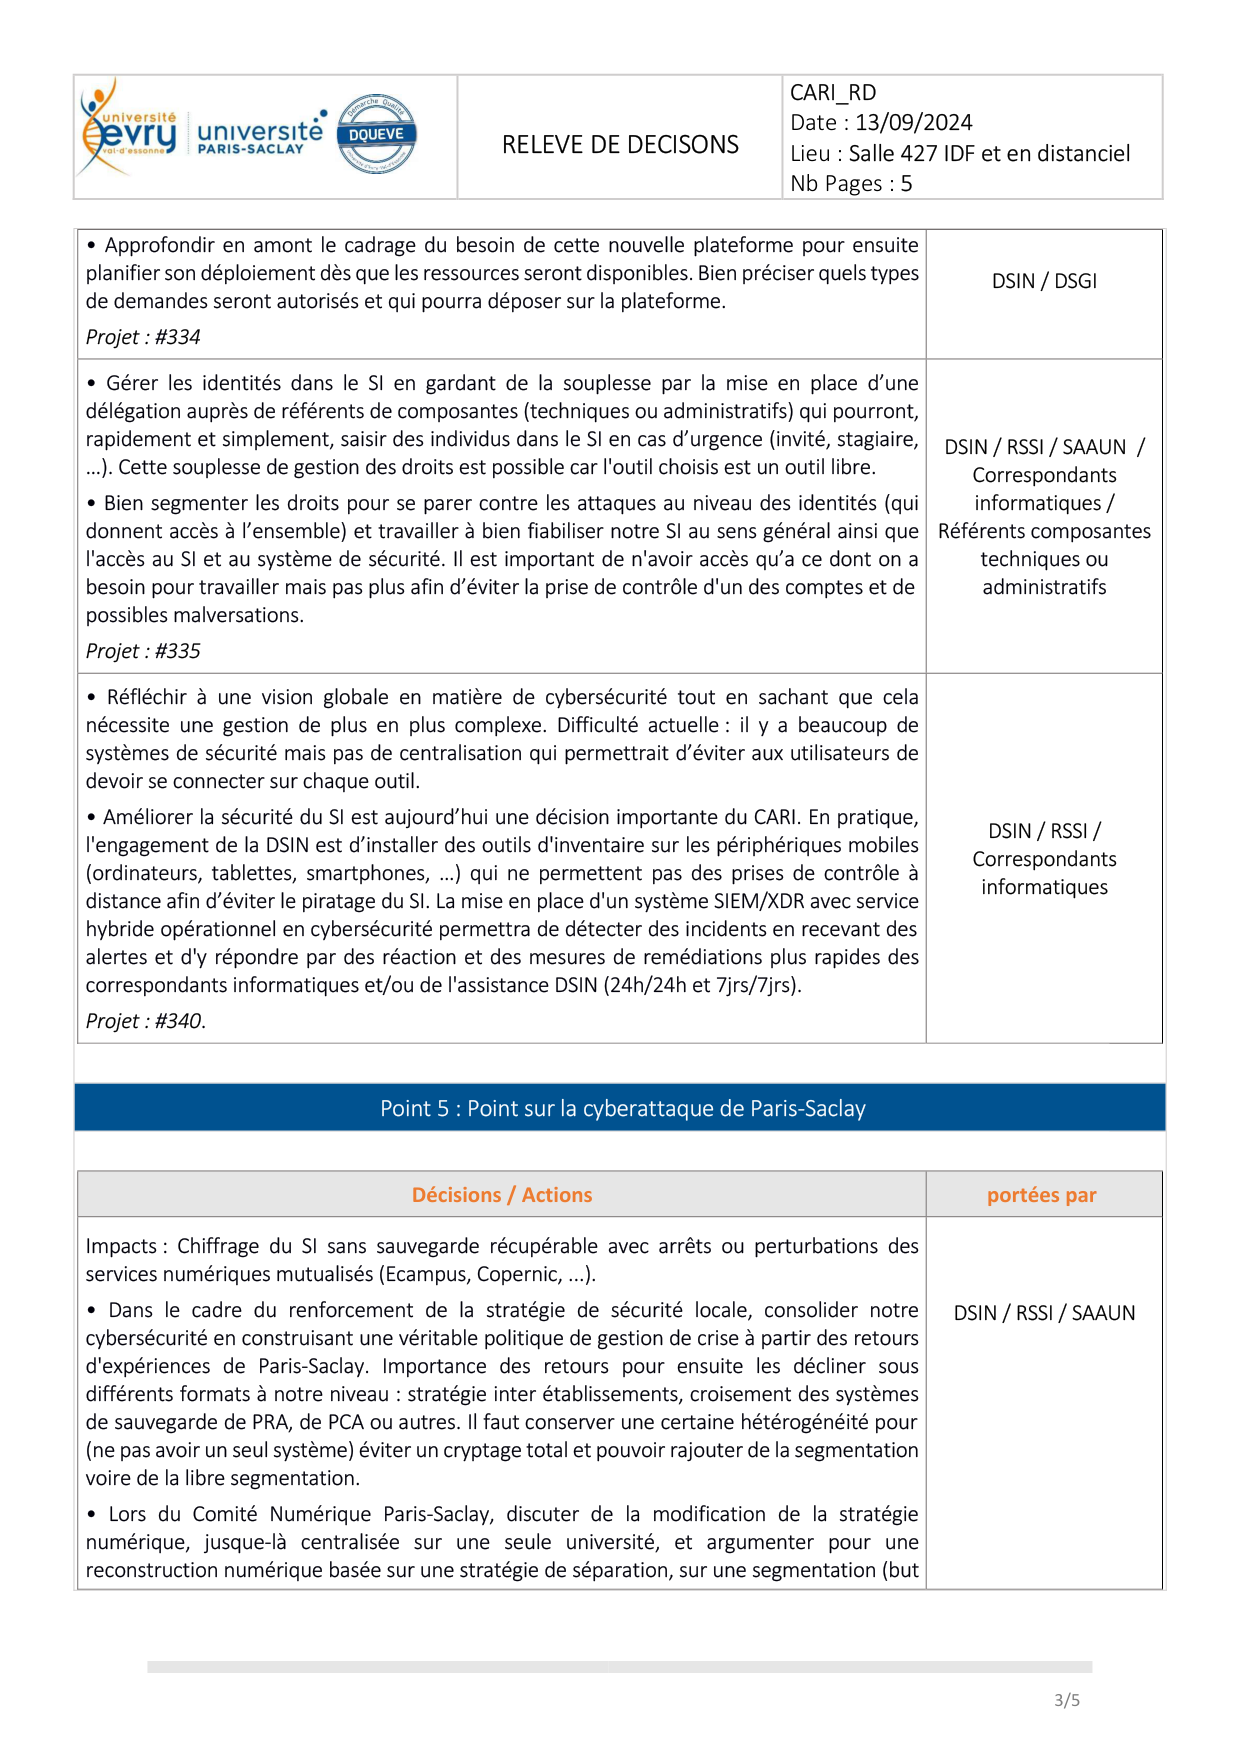 université
evry
val-d'essonne
université
PARIS-SACLAY
Démarche Qualité
DQUEVE
RELEVE DE DECISONS
CARI_RD
Date : 13/09/2024
Lieu : Salle 427 IDF et en distanciel
Nb Pages : 5
• Approfondir en amont le cadrage du besoin de cette nouvelle plateforme pour ensuite
planifier son déploiement dès que les ressources seront disponibles. Bien préciser quels types
de demandes seront autorisés et qui pourra déposer sur la plateforme.
Projet : #334
DSIN / DSGI
• Gérer les identités dans le SI en gardant de la souplesse par la mise en place d’une
délégation auprès de référents de composantes (techniques ou administratifs) qui pourront,
rapidement et simplement, saisir des individus dans le SI en cas d’urgence (invité, stagiaire,
…). Cette souplesse de gestion des droits est possible car l'outil choisis est un outil libre.
• Bien segmenter les droits pour se parer contre les attaques au niveau des identités (qui
donnent accès à l’ensemble) et travailler à bien fiabiliser notre SI au sens général ainsi que
l'accès au SI et au système de sécurité. Il est important de n'avoir accès qu’a ce dont on a
besoin pour travailler mais pas plus afin d’éviter la prise de contrôle d'un des comptes et de
possibles malversations.
Projet : #335
DSIN / RSSI / SAAUN /
Correspondants
informatiques /
Référents composantes
techniques ou
administratifs
• Réfléchir à une vision globale en matière de cybersécurité tout en sachant que cela
nécessite une gestion de plus en plus complexe. Difficulté actuelle : il y a beaucoup de
systèmes de sécurité mais pas de centralisation qui permettrait d’éviter aux utilisateurs de
devoir se connecter sur chaque outil.
• Améliorer la sécurité du SI est aujourd’hui une décision importante du CARI. En pratique,
l'engagement de la DSIN est d’installer des outils d'inventaire sur les périphériques mobiles
(ordinateurs, tablettes, smartphones, …) qui ne permettent pas des prises de contrôle à
distance afin d’éviter le piratage du SI. La mise en place d'un système SIEM/XDR avec service
hybride opérationnel en cybersécurité permettra de détecter des incidents en recevant des
alertes et d'y répondre par des réaction et des mesures de remédiations plus rapides des
correspondants informatiques et/ou de l'assistance DSIN (24h/24h et 7jrs/7jrs).
Projet : #340.
DSIN / RSSI /
Correspondants
informatiques
Point 5 : Point sur la cyberattaque de Paris-Saclay
Décisions / Actions
portées par
Impacts : Chiffrage du SI sans sauvegarde récupérable avec arrêts ou perturbations des
services numériques mutualisés (Ecampus, Copernic, ...).
• Dans le cadre du renforcement de la stratégie de sécurité locale, consolider notre
cybersécurité en construisant une véritable politique de gestion de crise à partir des retours
d'expériences de Paris-Saclay. Importance des retours pour ensuite les décliner sous
différents formats à notre niveau : stratégie inter établissements, croisement des systèmes
de sauvegarde de PRA, de PCA ou autres. Il faut conserver une certaine hétérogénéité pour
(ne pas avoir un seul système) éviter un cryptage total et pouvoir rajouter de la segmentation
voire de la libre segmentation.
• Lors du Comité Numérique Paris-Saclay, discuter de la modification de la stratégie
numérique, jusque-là centralisée sur une seule université, et argumenter pour une
reconstruction numérique basée sur une stratégie de séparation, sur une segmentation (but
DSIN / RSSI / SAAUN
3/5